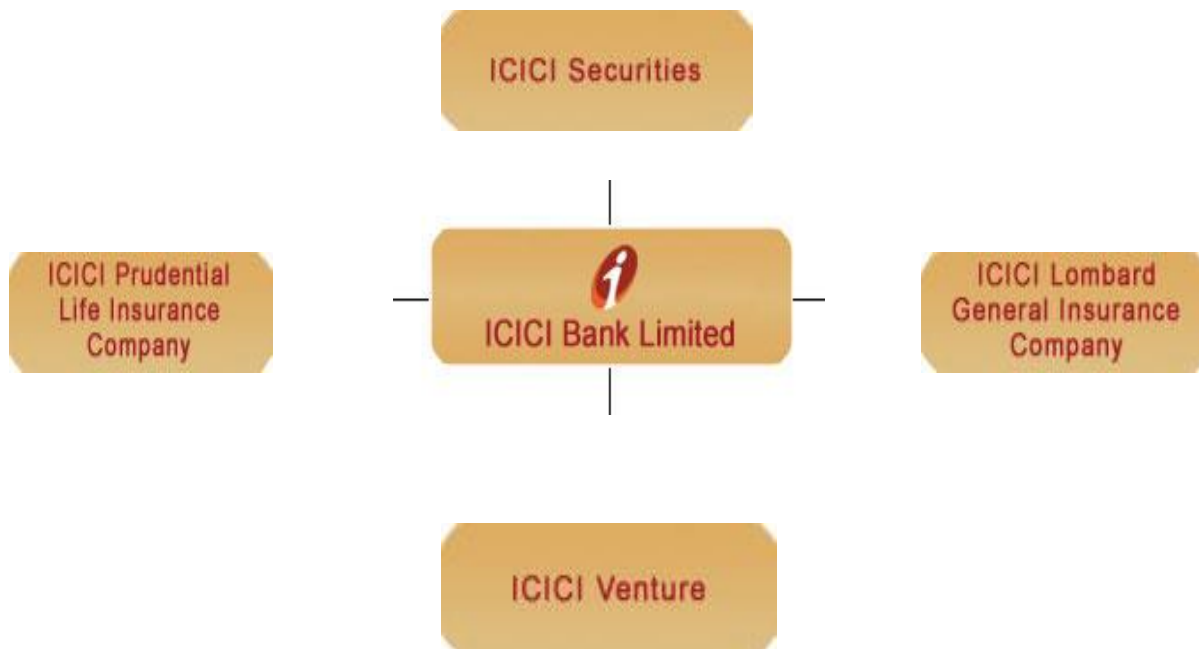 ICICI Securities
ICICI Prudential
Life Insurance
Company
i
ICICI Bank Limited
ICICI Lombard
General Insurance
Company
ICICI Venture